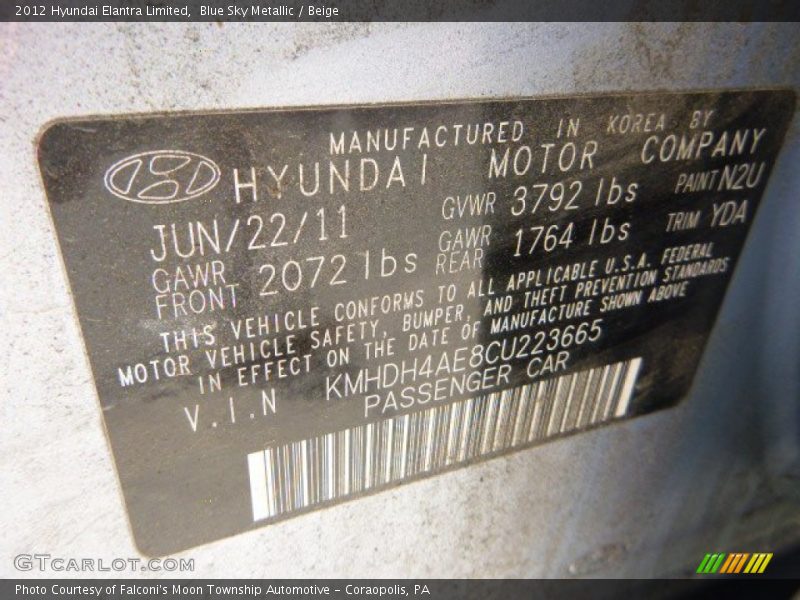 2012 Hyundai Elantra Limited,  Blue Sky Metallic / Beige
MANUFACTURED IN KOREA BY
HYUNDAI MOTOR COMPANY
JUN/22/11 GVWR 3792 lbs PAINT N2U
GAWR FRONT 2072 lbs GAWR REAR 1764 lbs TRIM YDA
THIS VEHICLE CONFORMS TO ALL APPLICABLE U.S.A. FEDERAL
MOTOR VEHICLE SAFETY, BUMPER, AND THEFT PREVENTION STANDARDS
IN EFFECT ON THE DATE OF MANUFACTURE SHOWN ABOVE
V.I.N KMHDH4AE8CU223665
PASSENGER CAR
GTCarLot.com
Photo Courtesy of Falconi's Moon Township Automotive – Coraopolis, PA